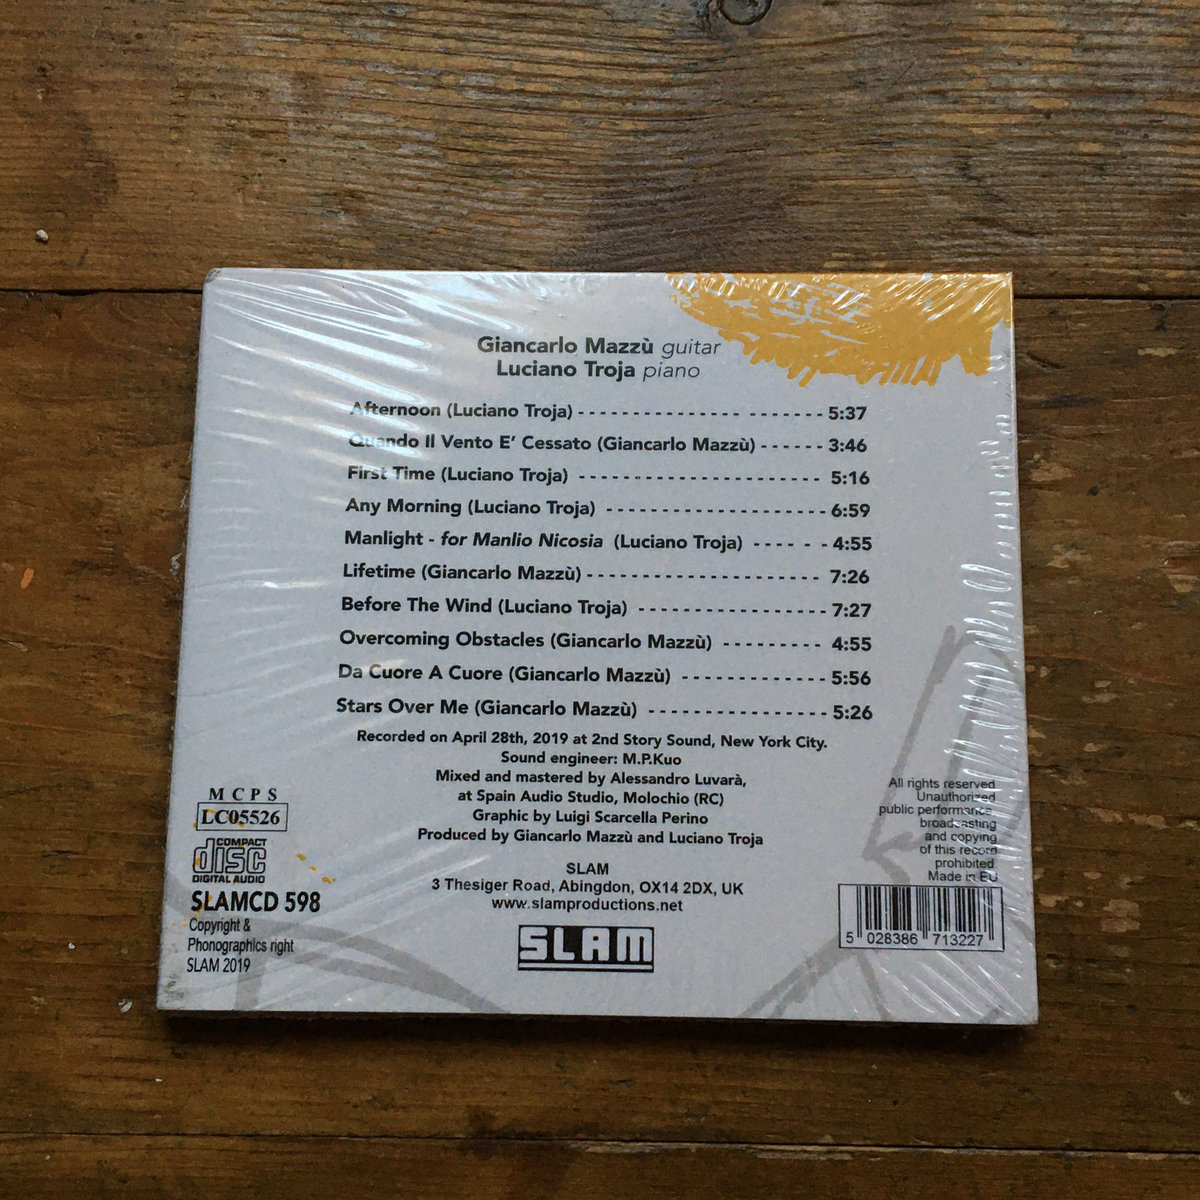 Giancarlo Mazzù guitar
Luciano Troja piano
Afternoon (Luciano Troja) - - - - - - - - - - - - - - - - - - - - - - - - 5:37
Quando Il Vento E' Cessato (Giancarlo Mazzù) - - - - - - 3:46
First Time (Luciano Troja) - - - - - - - - - - - - - - - - - - - - - - - - 5:16
Any Morning (Luciano Troja) - - - - - - - - - - - - - - - - - - - - - 6:59
Manlight - for Manlio Nicosia (Luciano Troja) - - - - - - - 4:55
Lifetime (Giancarlo Mazzù) - - - - - - - - - - - - - - - - - - - - - - - 7:26
Before The Wind (Luciano Troja) - - - - - - - - - - - - - - - - - - 7:27
Overcoming Obstacles (Giancarlo Mazzù) - - - - - - - - - 4:55
Da Cuore A Cuore (Giancarlo Mazzù) - - - - - - - - - - - - - 5:56
Stars Over Me (Giancarlo Mazzù) - - - - - - - - - - - - - - - - - 5:26
Recorded on April 28th, 2019 at 2nd Story Sound, New York City.
Sound engineer: M.P.Kuo
Mixed and mastered by Alessandro Luvarà,
at Spain Audio Studio, Molochio (RC)
Graphic by Luigi Scarcella Perino
Produced by Giancarlo Mazzù and Luciano Troja
SLAM
3 Thesiger Road, Abingdon, OX14 2DX, UK
www.slamproductions.net
SLAM
MCPS
LC05526
COMPACT
disc
DIGITAL AUDIO
SLAMCD 598
Copyright &
Phonographics right
SLAM 2019
All rights reserved
Unauthorized
public performance,
broadcasting
and copying
of this record
prohibited
Made in EU
5 028386 713227